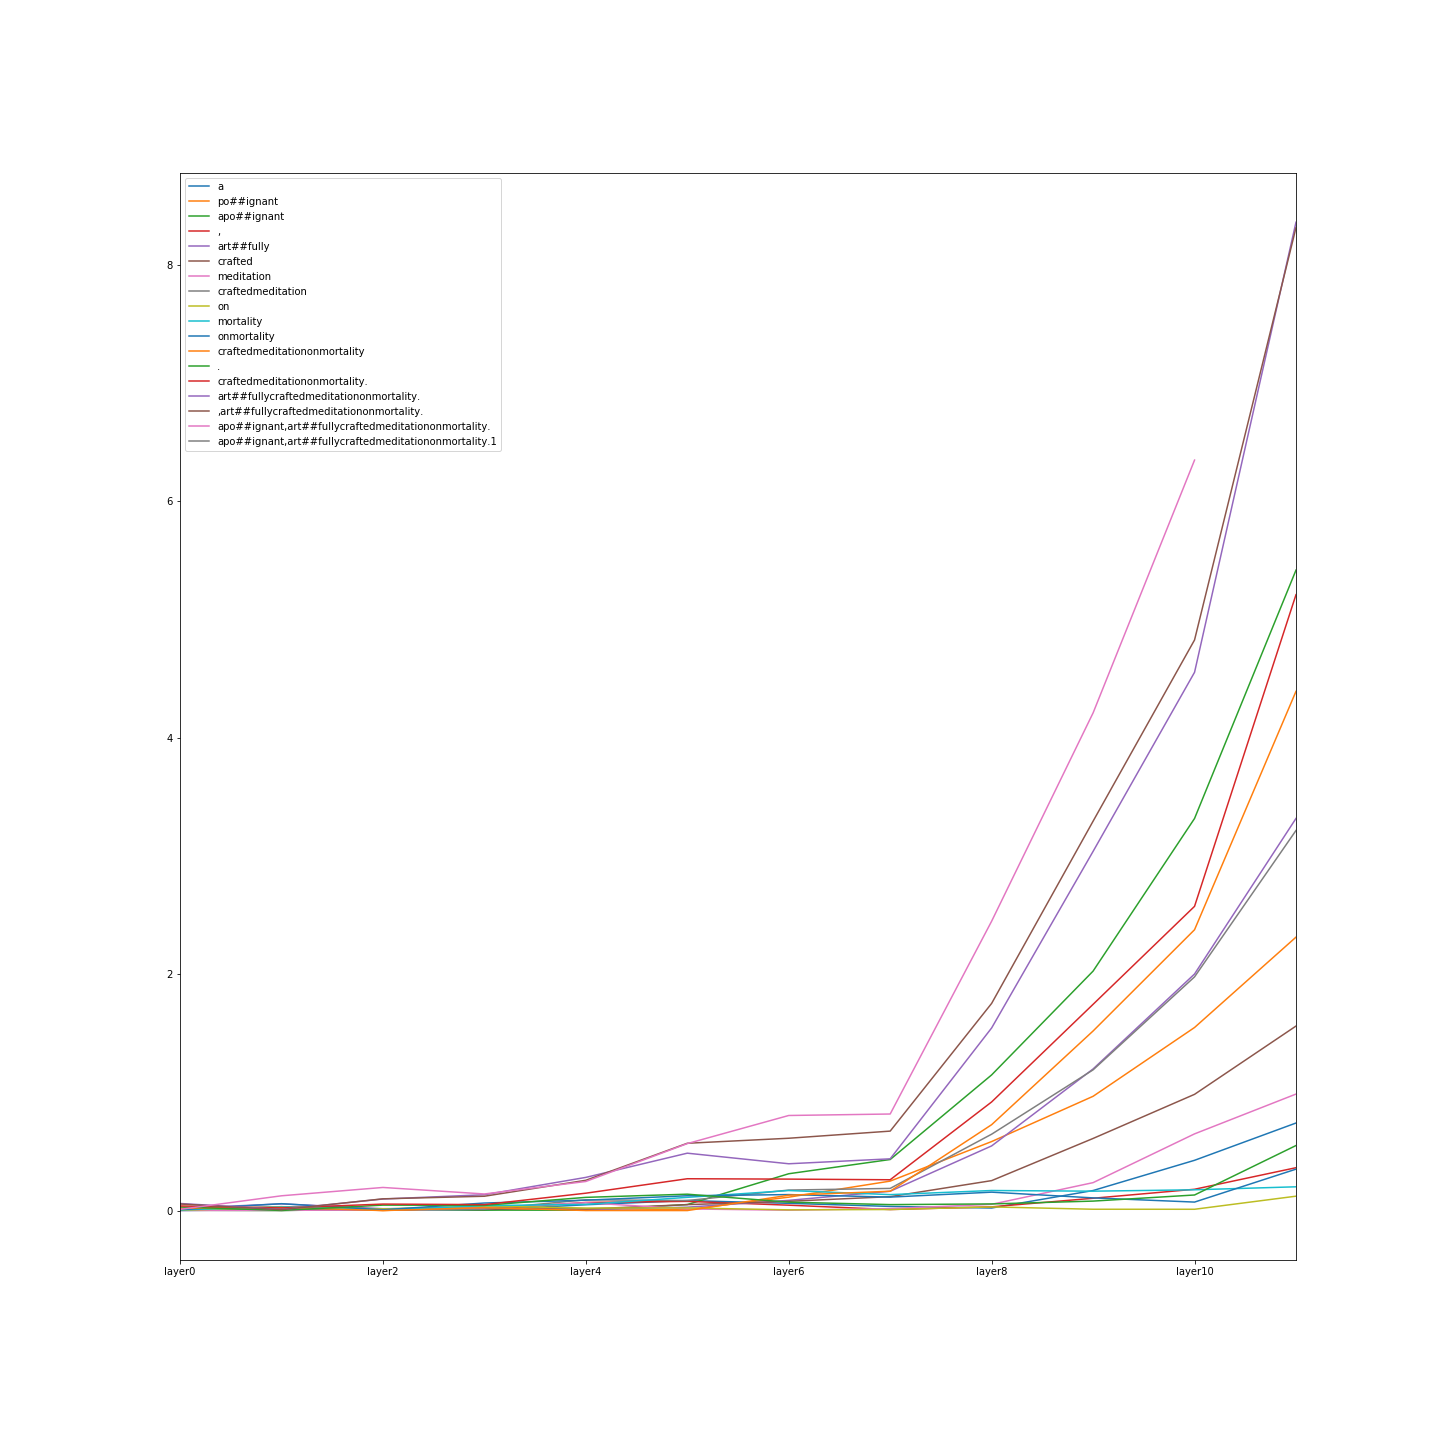 a
po##ignant
apo##ignant
,
art##fully
crafted
meditation
craftedmeditation
on
mortality
onmortality
craftedmeditationonmortality
.
craftedmeditationonmortality.
art##fullycraftedmeditationonmortality.
,art##fullycraftedmeditationonmortality.
apo##ignant,art##fullycraftedmeditationonmortality.
apo##ignant,art##fullycraftedmeditationonmortality.1
8
6
4
2
0
layer0 layer2 layer4 layer6 layer8 layer10